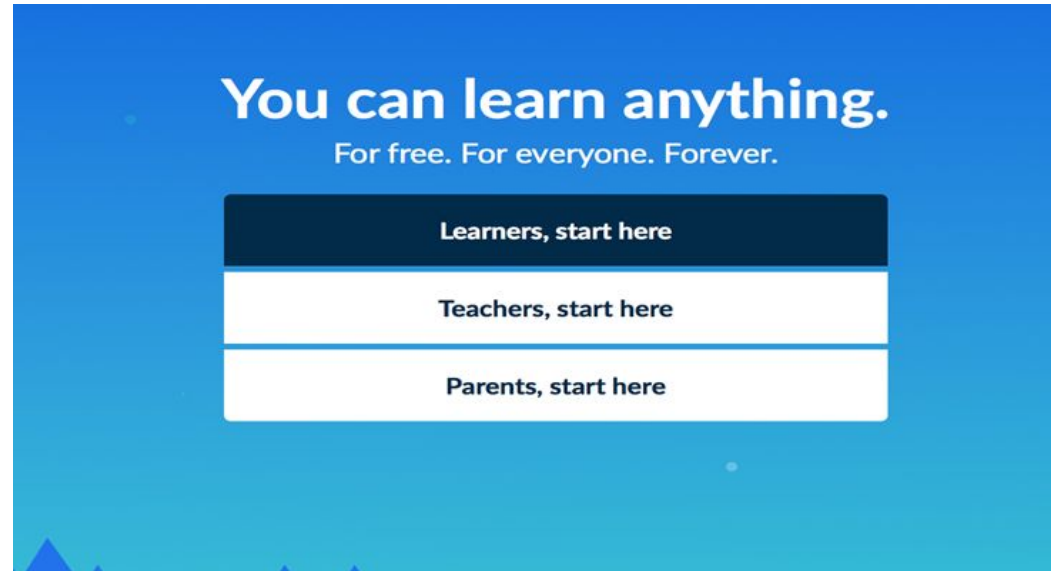 You can learn anything.
For free. For everyone. Forever.
Learners, start here
Teachers, start here
Parents, start here